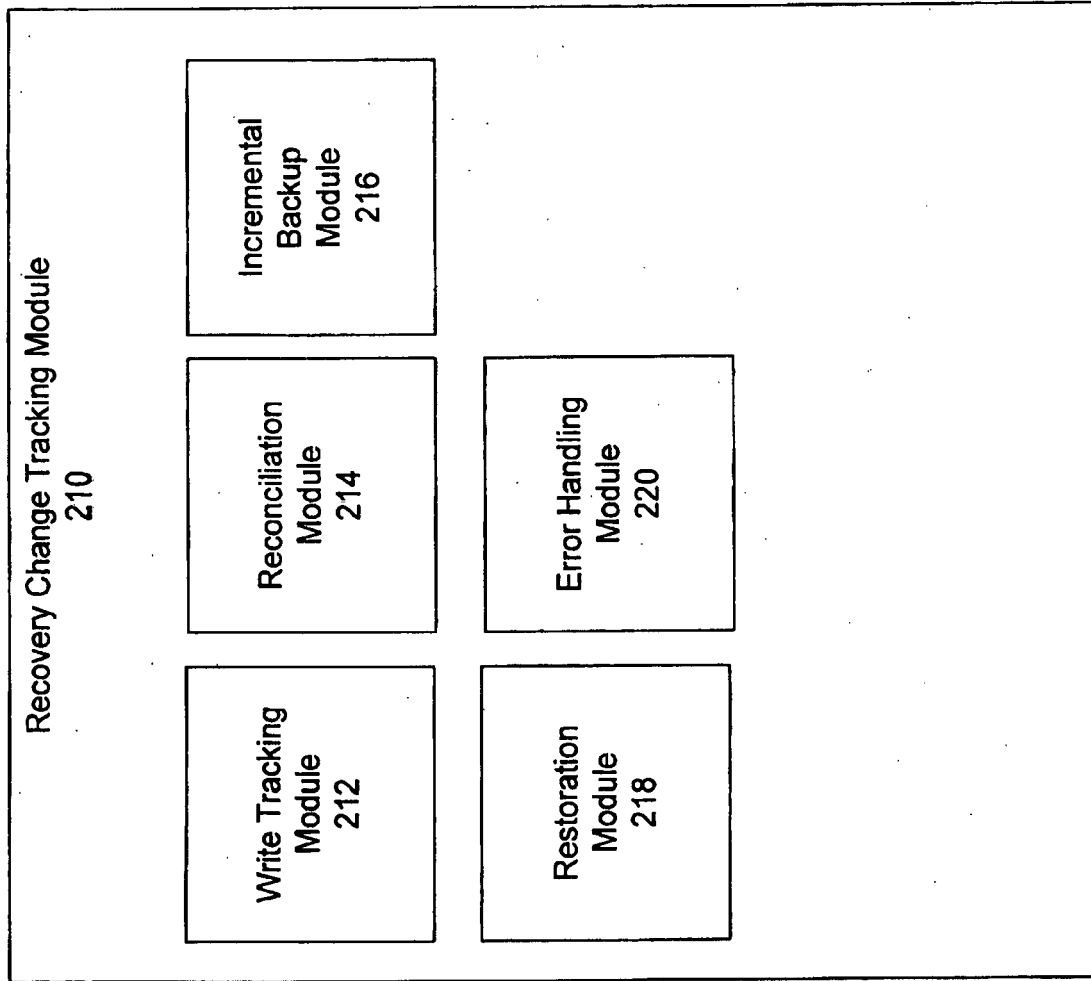 Recovery Change Tracking Module
210
Write Tracking
Module
212
Reconciliation
Module
214
Incremental
Backup
Module
216
Restoration
Module
218
Error Handling
Module
220